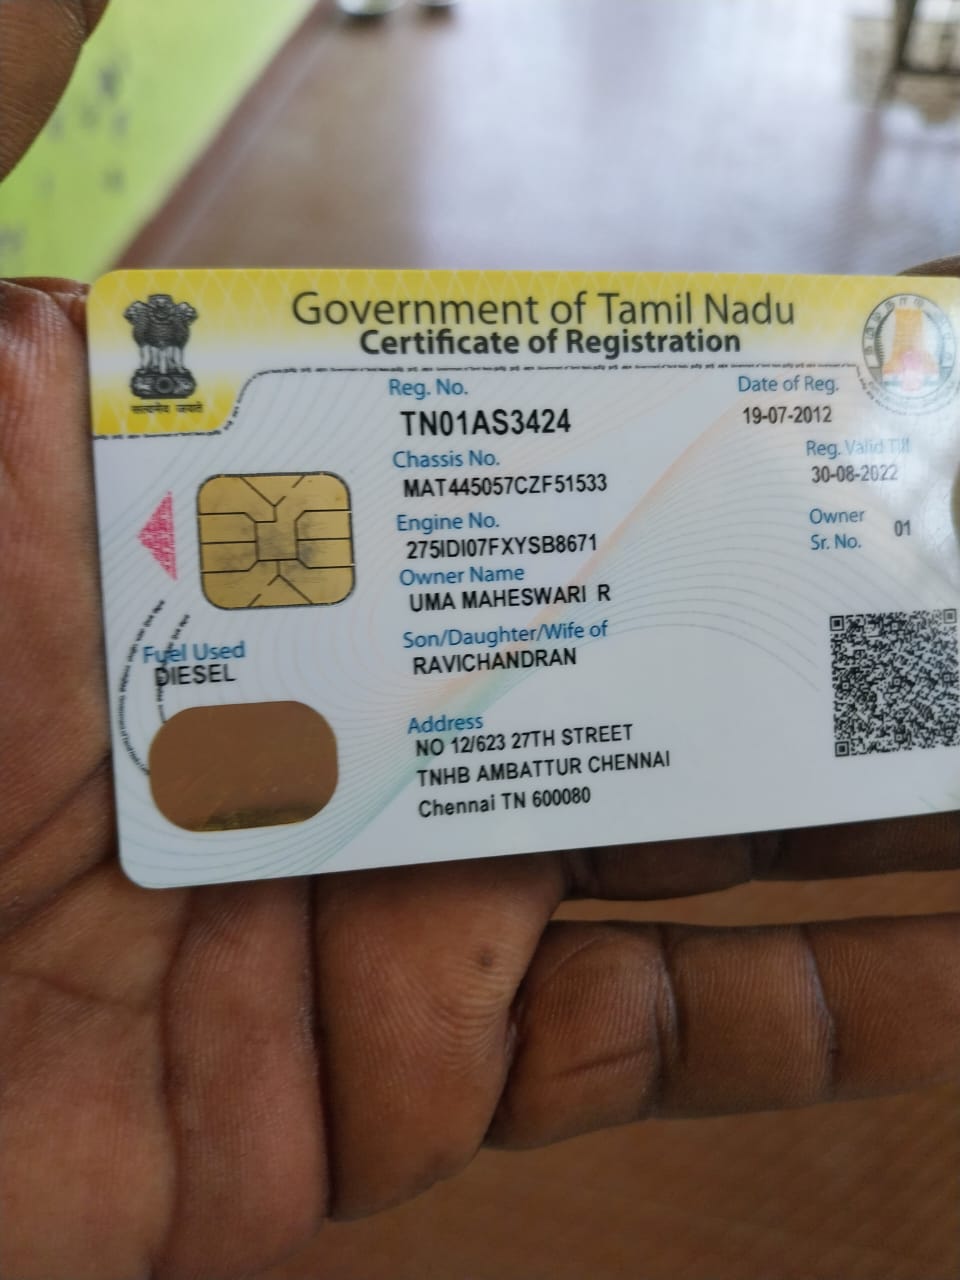 Government of Tamil Nadu
Certificate of Registration
सत्यमेव जयते
Reg. No.
TN01AS3424
Date of Reg.
19-07-2012
Chassis No.
MAT445057CZF51533
Reg. Valid Till
30-08-2022
Engine No.
275IDI07FXYSB8671
Owner
Sr. No.
01
Owner Name
UMA MAHESWARI R
Son/Daughter/Wife of
RAVICHANDRAN
Fuel Used
DIESEL
Address
NO 12/623 27TH STREET
TNHB AMBATTUR CHENNAI
Chennai TN 600080